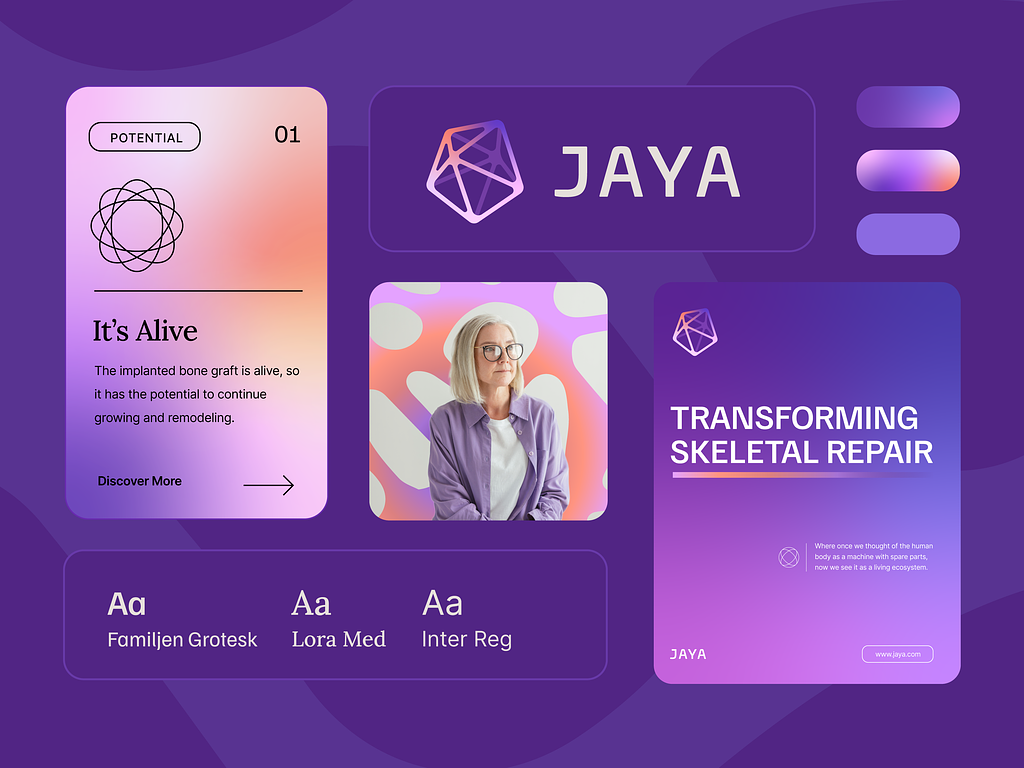 POTENTIAL
01
It’s Alive
The implanted bone graft is alive, so
it has the potential to continue
growing and remodeling.
Discover More
JAYA
TRANSFORMING
SKELETAL REPAIR
Where once we thought of the human
body as a machine with spare parts,
now we see it as a living ecosystem.
JAYA
www.jaya.com
Aa
Familjen Grotesk
Aa
Lora Med
Aa
Inter Reg